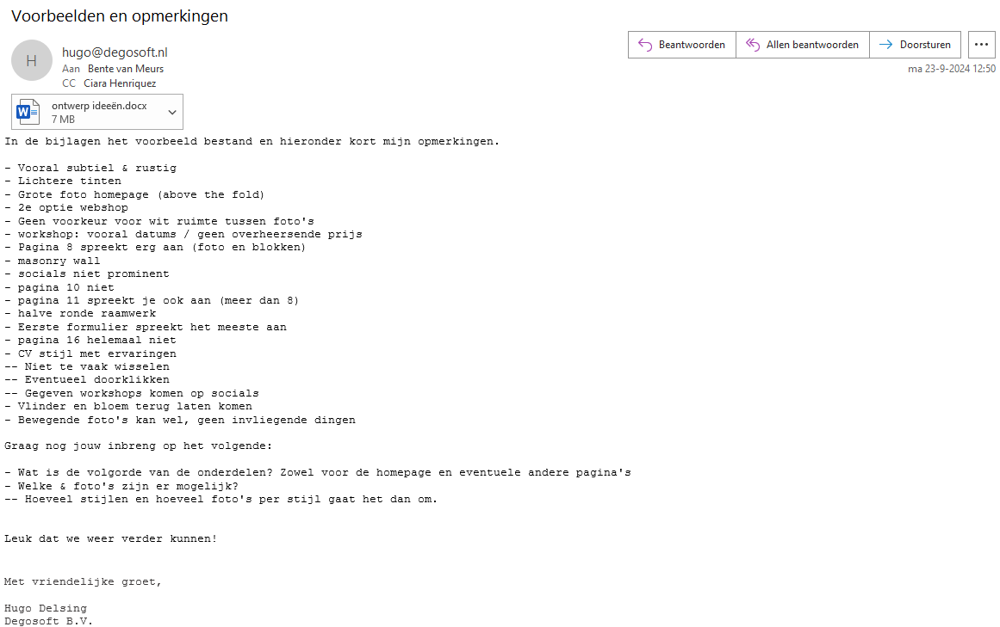 Voorbeelden en opmerkingen
H
hugo@degosoft.nl
Aan Bente van Meurs
CC Ciara Henriquez
Beantwoorden
Allen beantwoorden
Doorsturen
ma 23-9-2024 12:50
W
ontwerp ideeën.docx
7 MB
In de bijlagen het voorbeeld bestand en hieronder kort mijn opmerkingen.
- Vooral subtiel & rustig
- Lichtere tinten
- Grote foto homepage (above the fold)
- 2e optie webshop
- Geen voorkeur voor wit ruimte tussen foto's
- workshop: vooral datums / geen overheersende prijs
- Pagina 8 spreekt erg aan (foto en blokken)
- masonry wall
- socials niet prominent
- pagina 10 niet
- pagina 11 spreekt je ook aan (meer dan 8)
- halve ronde raamwerk
- Eerste formulier spreekt het meeste aan
- pagina 16 helemaal niet
- CV stijl met ervaringen
-- Niet te vaak wisselen
-- Eventueel doorklikken
-- Gegeven workshops komen op socials
- Vlinder en bloem terug laten komen
- Bewegende foto's kan wel, geen invliegende dingen
Graag nog jouw inbreng op het volgende:
- Wat is de volgorde van de onderdelen? Zowel voor de homepage en eventuele andere pagina's
- Welke & foto's zijn er mogelijk?
-- Hoeveel stijlen en hoeveel foto's per stijl gaat het dan om.
Leuk dat we weer verder kunnen!
Met vriendelijke groet,
Hugo Delsing
Degosoft B.V.